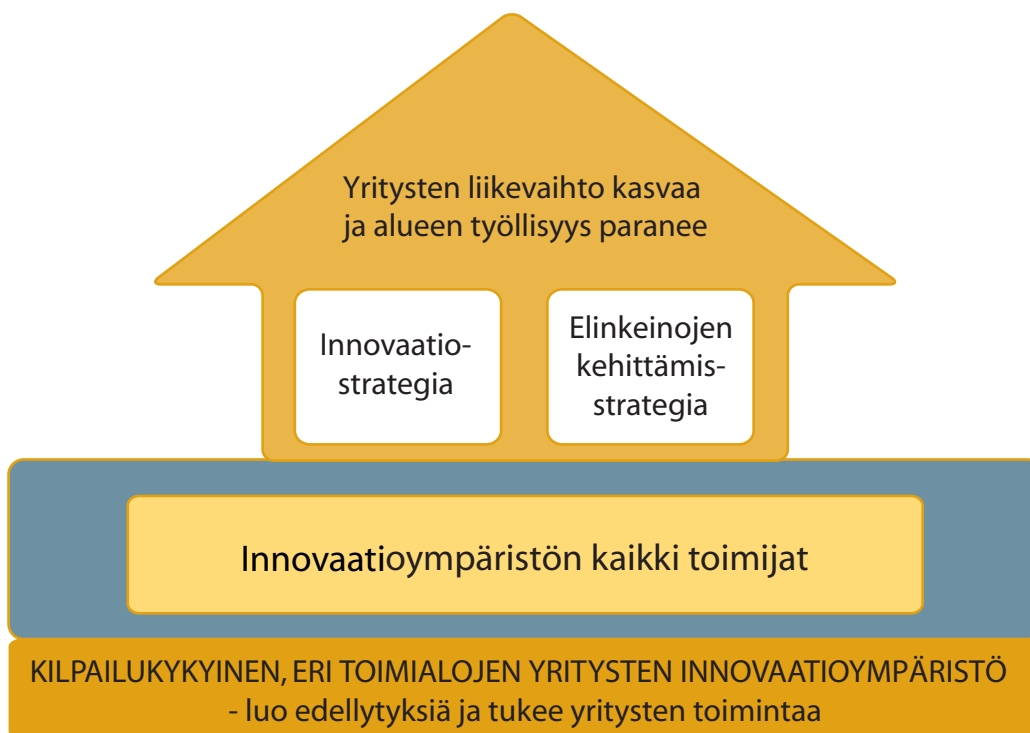 Yritysten liikevaihto kasvaa
ja alueen työllisyys paranee
Innovaatio-
strategia
Elinkeinojen
kehittämis-
strategia
Innovaatioympäristön kaikki toimijat
KILPAILUKYKYINEN, ERI TOIMIALOJEN YRITYSTEN INNOVAATIOYMPÄRISTÖ
- luo edellytyksiä ja tukee yritysten toimintaa